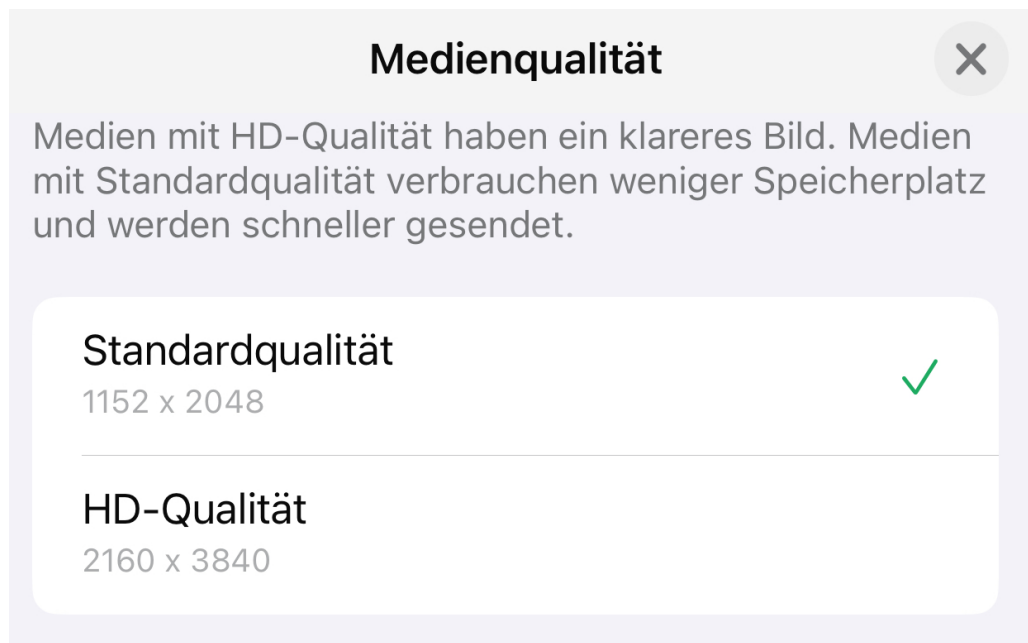 Medienqualität
Medien mit HD-Qualität haben ein klareres Bild. Medien
mit Standardqualität verbrauchen weniger Speicherplatz
und werden schneller gesendet.
Standardqualität
1152 x 2048
HD-Qualität
2160 x 3840